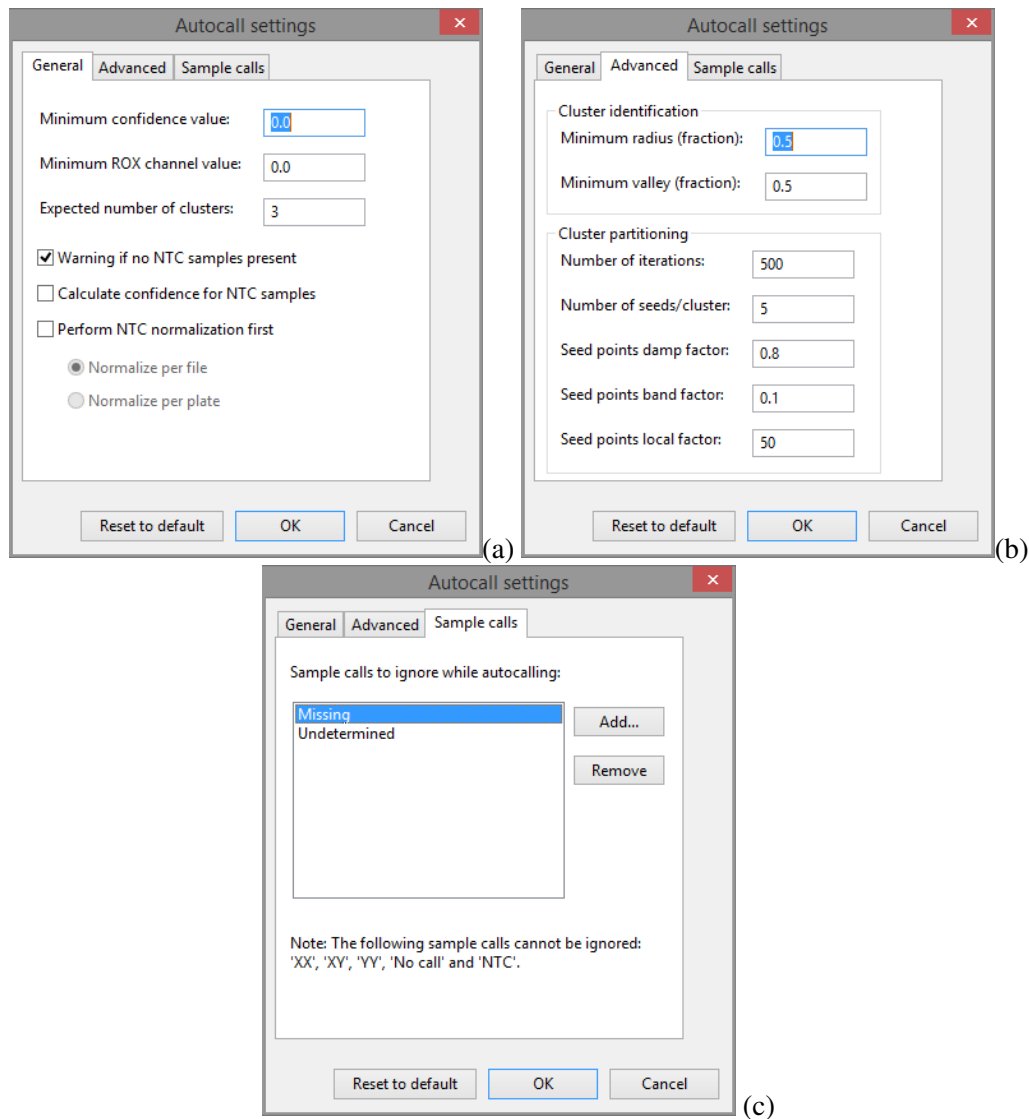 Autocall settings
General Advanced Sample calls
Minimum confidence value: 0.0
Minimum ROX channel value: 0.0
Expected number of clusters: 3
Warning if no NTC samples present
Calculate confidence for NTC samples
Perform NTC normalization first
Normalize per file
Normalize per plate
Reset to default OK Cancel
(a)
Autocall settings
General Advanced Sample calls
Cluster identification
Minimum radius (fraction): 0.5
Minimum valley (fraction): 0.5
Cluster partitioning
Number of iterations: 500
Number of seeds/cluster: 5
Seed points damp factor: 0.8
Seed points band factor: 0.1
Seed points local factor: 50
Reset to default OK Cancel
(b)
Autocall settings
General Advanced Sample calls
Sample calls to ignore while autocalling:
Missing
Undetermined
Add...
Remove
Note: The following sample calls cannot be ignored:
'XX', 'XY', 'YY', 'No call' and 'NTC'.
Reset to default OK Cancel
(c)